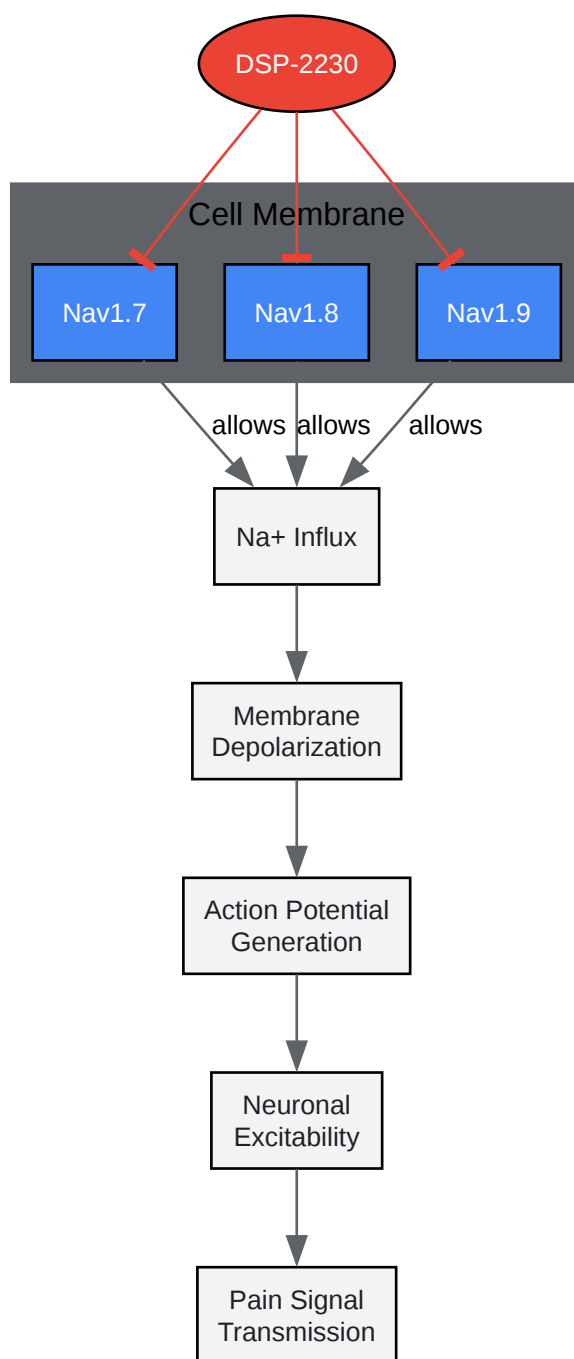 DSP-2230
Cell Membrane
Nav1.7
Nav1.8
Nav1.9
allows
allows
allows
Na+ Influx
Membrane
Depolarization
Action Potential
Generation
Neuronal
Excitability
Pain Signal
Transmission